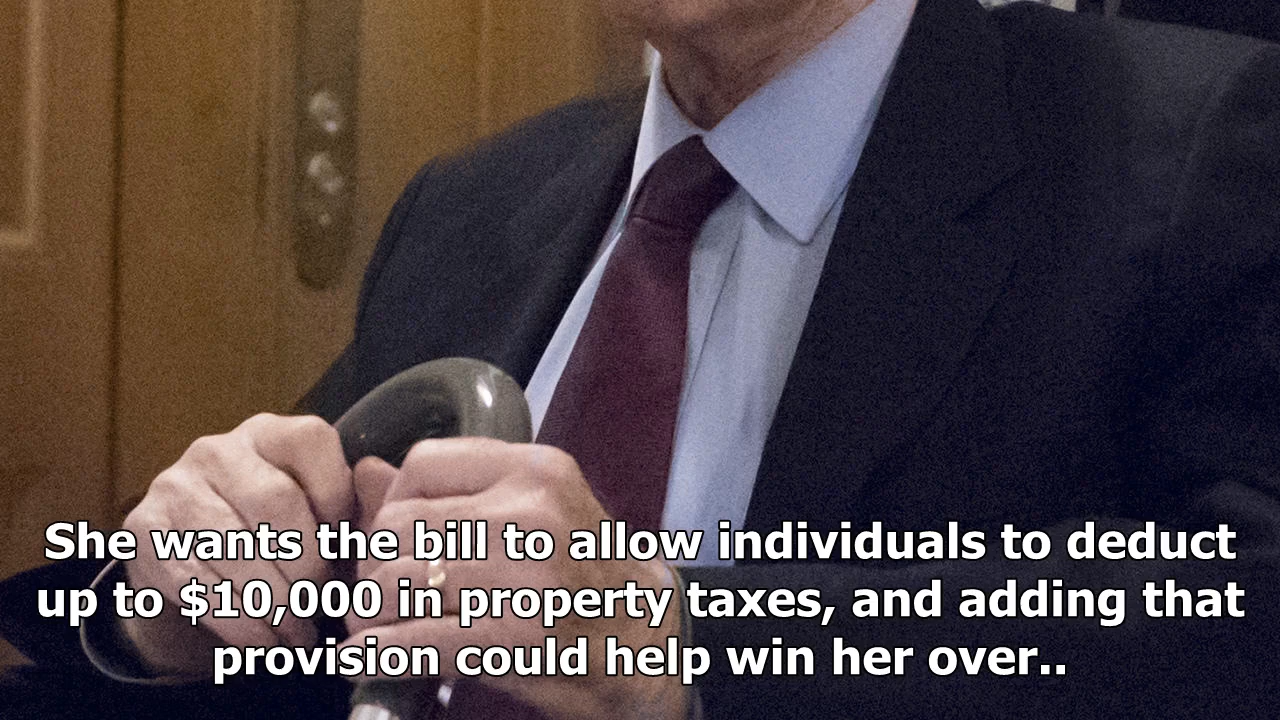 She wants the bill to allow individuals to deduct
up to $10,000 in property taxes, and adding that
provision could help win her over..